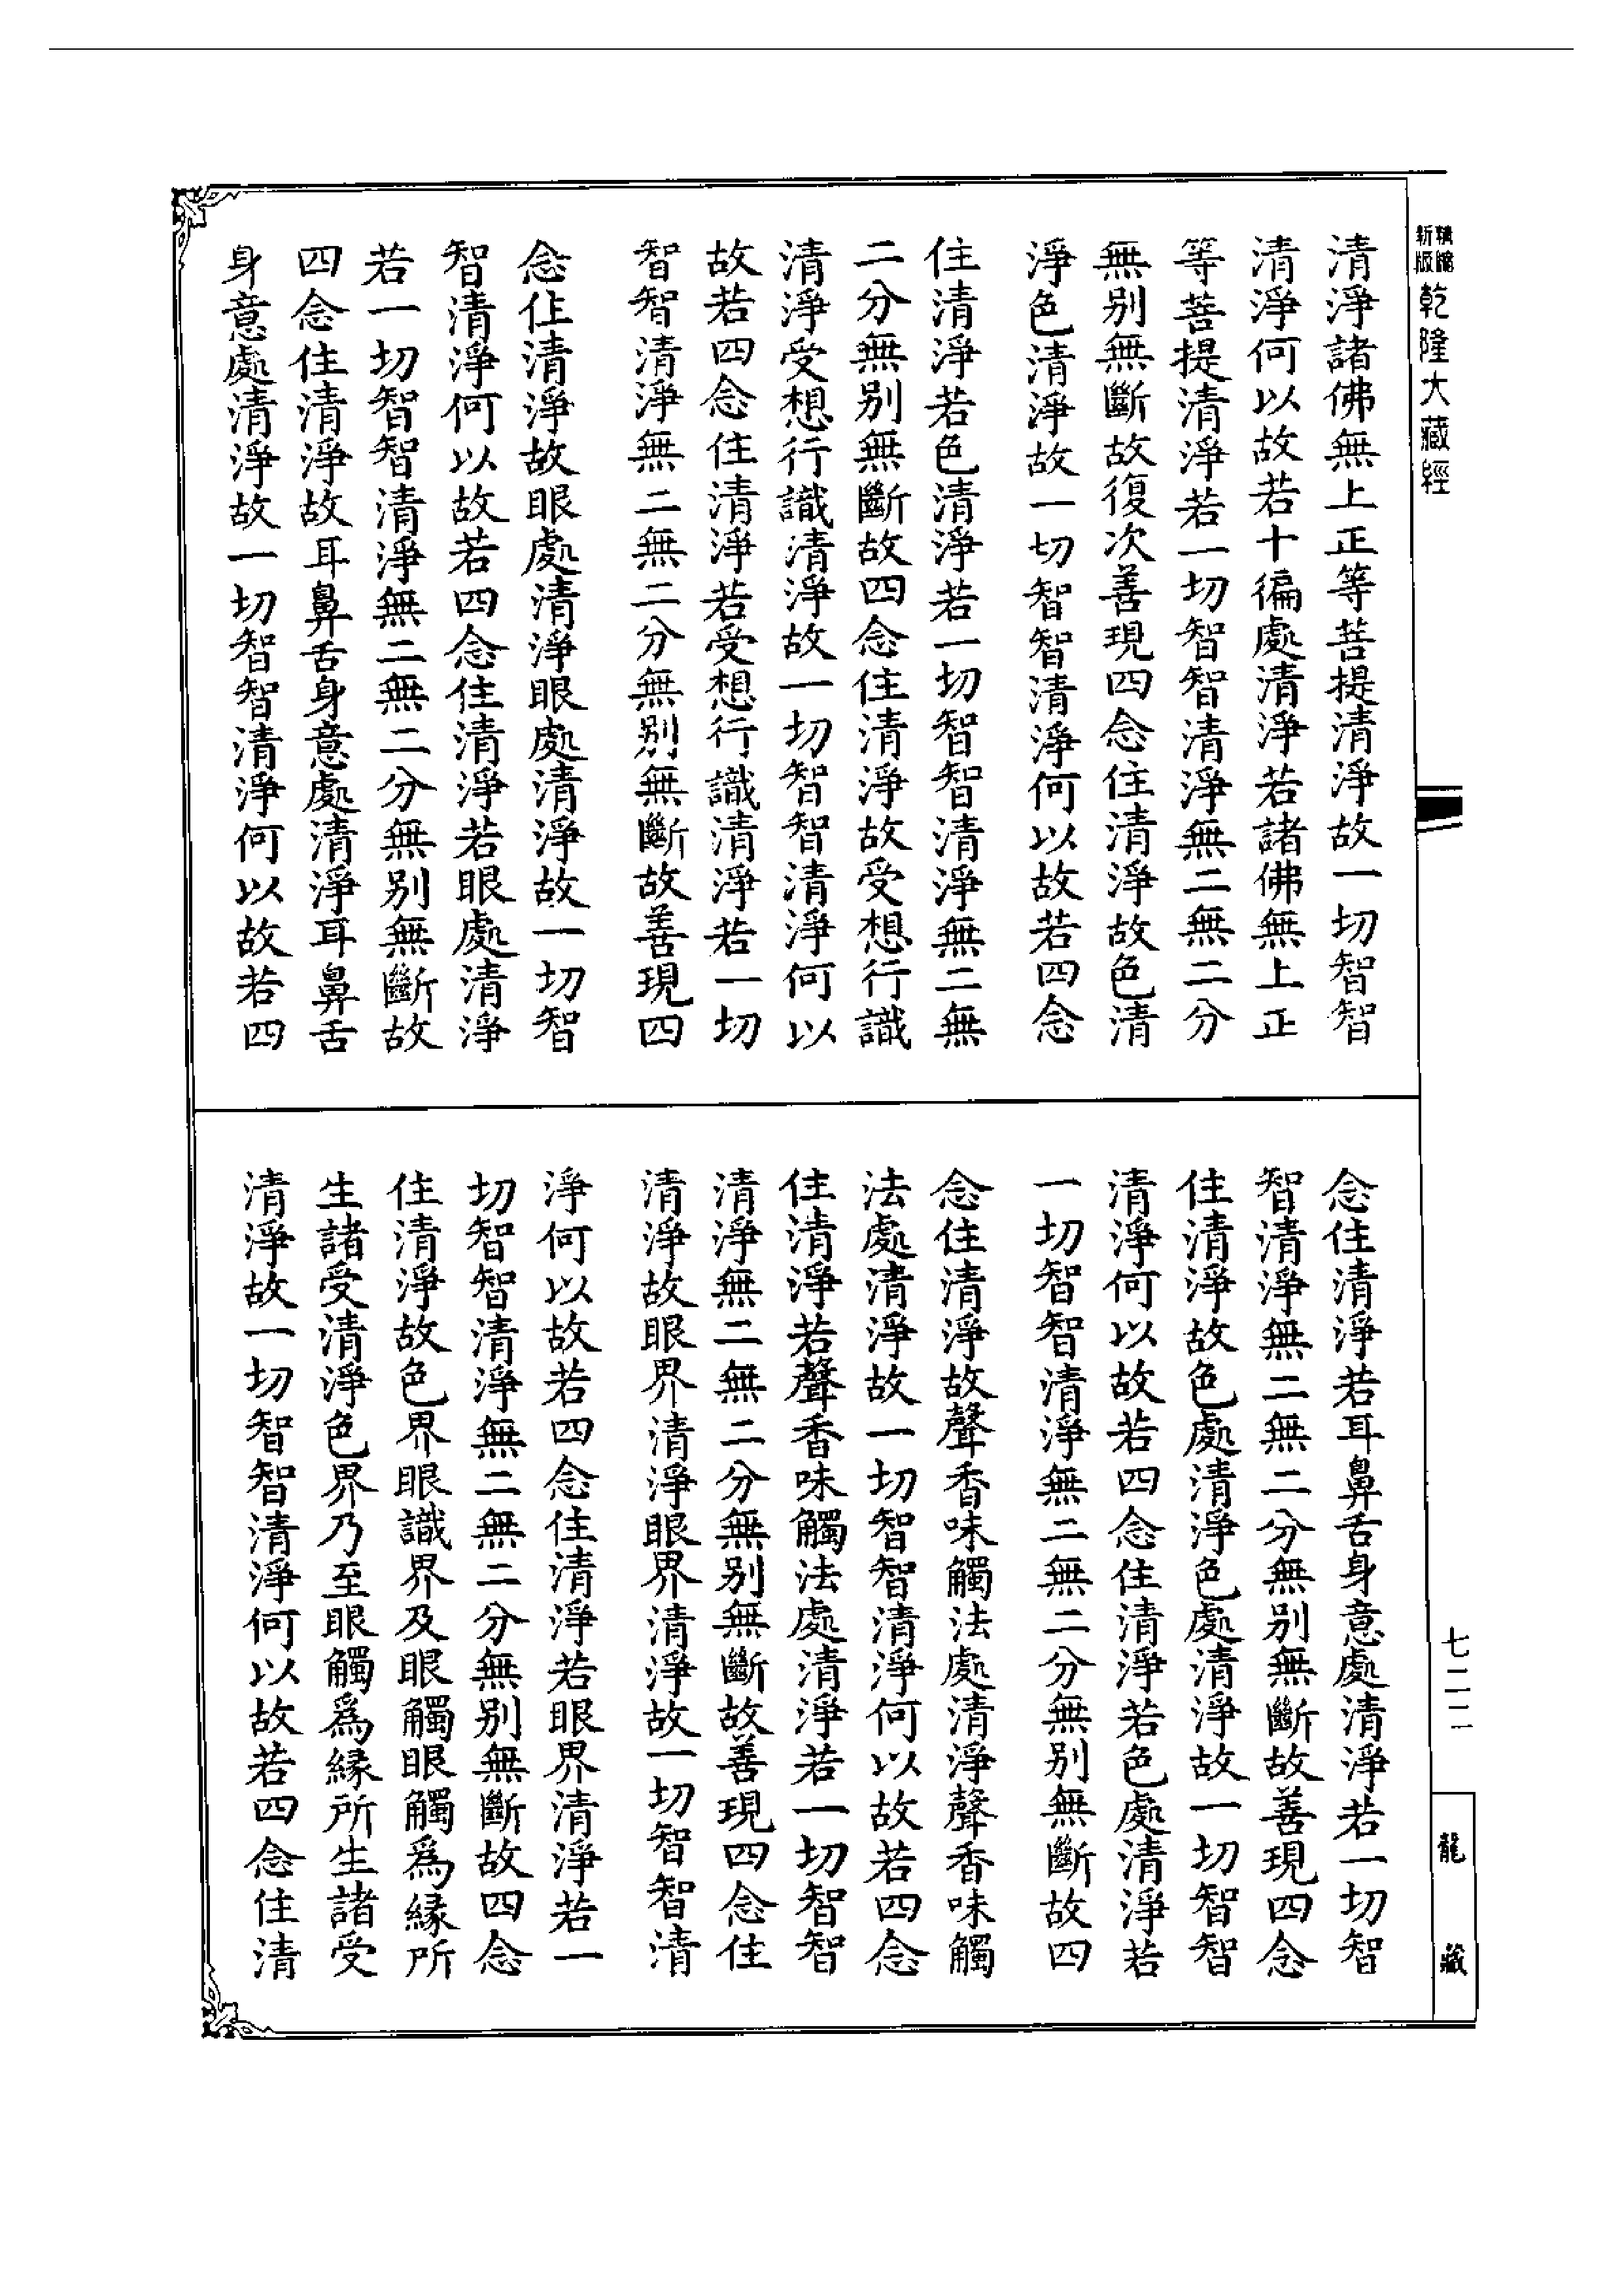 精縮
新版
乾隆大藏經
清淨諸佛無上正等菩提清淨故一切智智
清淨何以故若十徧處清淨若諸佛無上正
等菩提清淨若一切智智清淨無二無二分
無别無斷故復次善現四念住清淨故色清
淨色清淨故一切智智清淨何以故若四念
住清淨若色清淨若一切智智清淨無二無
二分無别無斷故四念住清淨故受想行識
清淨受想行識清淨故一切智智清淨何以
故若四念住清淨若受想行識清淨若一切
智智清淨無二無二分無别無斷故善現四
念住清淨故眼處清淨眼處清淨故一切智
智清淨何以故若四念住清淨若眼處清淨
若一切智智清淨無二無二分無别無斷故
四念住清淨故耳鼻舌身意處清淨耳鼻舌
身意處清淨故一切智智清淨何以故若四
念住清淨若耳鼻舌身意處清淨若一切智
智清淨無二無二分無别無斷故善現四念
住清淨故色處清淨色處清淨故一切智智
清淨何以故若四念住清淨若色處清淨若
一切智智清淨無二無二分無别無斷故四
念住清淨故聲香味觸法處清淨聲香味觸
法處清淨故一切智智清淨何以故若四念
住清淨若聲香味觸法處清淨若一切智智
清淨無二無二分無别無斷故善現四念住
清淨故眼界清淨眼界清淨故一切智智清
淨何以故若四念住清淨若眼界清淨若一
切智智清淨無二無二分無别無斷故四念
住清淨故色界眼識界及眼觸眼觸爲緣所
生諸受清淨色界乃至眼觸爲緣所生諸受
清淨故一切智智清淨何以故若四念住清
七二二
龍藏